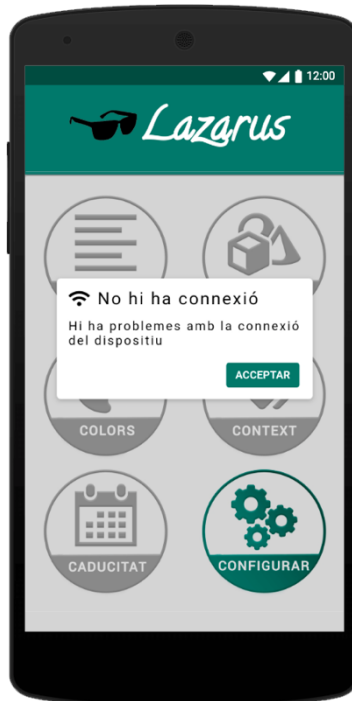 12:00
Lazarus
No hi ha connexió
Hi ha problemes amb la connexió
del dispositiu
ACCEPTAR
COLORS
CONTEXT
CADUCITAT
CONFIGURAR